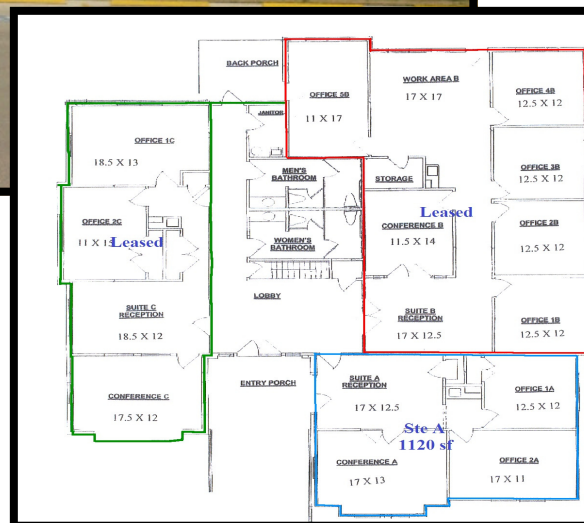 BACK PORCH
OFFICE 5B
11 X 17
WORK AREA B
17 X 17
OFFICE 4B
12.5 X 12
JANITOR
OFFICE 1C
18.5 X 13
MEN'S
BATHROOM
STORAGE
OFFICE 3B
12.5 X 12
OFFICE 2C
11 X
Leased
CONFERENCE B
11.5 X 14
Leased
OFFICE 2B
12.5 X 12
WOMEN'S
BATHROOM
LOBBY
SUITE C
RECEPTION
18.5 X 12
SUITE B
RECEPTION
17 X 12.5
OFFICE 1B
12.5 X 12
ENTRY PORCH
SUITE A
RECEPTION
17 X 12.5
OFFICE 1A
12.5 X 12
CONFERENCE C
17.5 X 12
Ste A
1120 sf
CONFERENCE A
17 X 13
OFFICE 2A
17 X 11